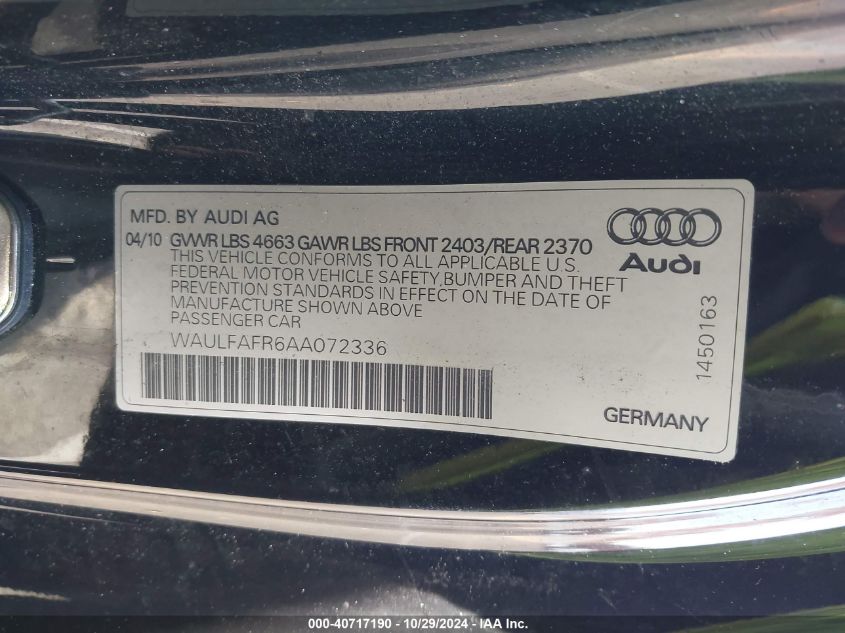 MFD. BY AUDI AG
04/10 GVWR LBS 4663 GAWR LBS FRONT 2403/REAR 2370
THIS VEHICLE CONFORMS TO ALL APPLICABLE U.S.
FEDERAL MOTOR VEHICLE SAFETY,BUMPER AND THEFT
PREVENTION STANDARDS IN EFFECT ON THE DATE OF
MANUFACTURE SHOWN ABOVE
PASSENGER CAR
WAULFAFR6AA072336
Audi
1450163
GERMANY
000-40717190 - 10/29/2024 - IAA Inc.